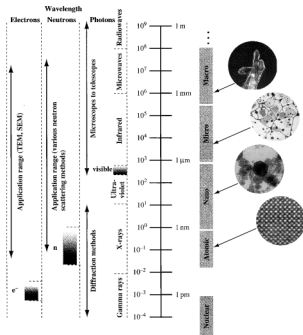 Wavelength
Electrons Neutrons Photons
Application range (TEM, SEM)
Application range (various neutron
scattering methods)
Microscopes to telescopes
Diffraction methods
e⁻
n
visible
Radiowaves
Microwaves
Infrared
Ultra-
violet
X-rays
Gamma rays
10⁹
10⁸
10⁷
10⁶
10⁵
10⁴
10³
10²
10¹
10⁰
10⁻¹
10⁻²
10⁻³
10⁻⁴
1 m
1 mm
1 μm
1 nm
1 pm
Macro
Micro
Nano
Atomic
Nuclear